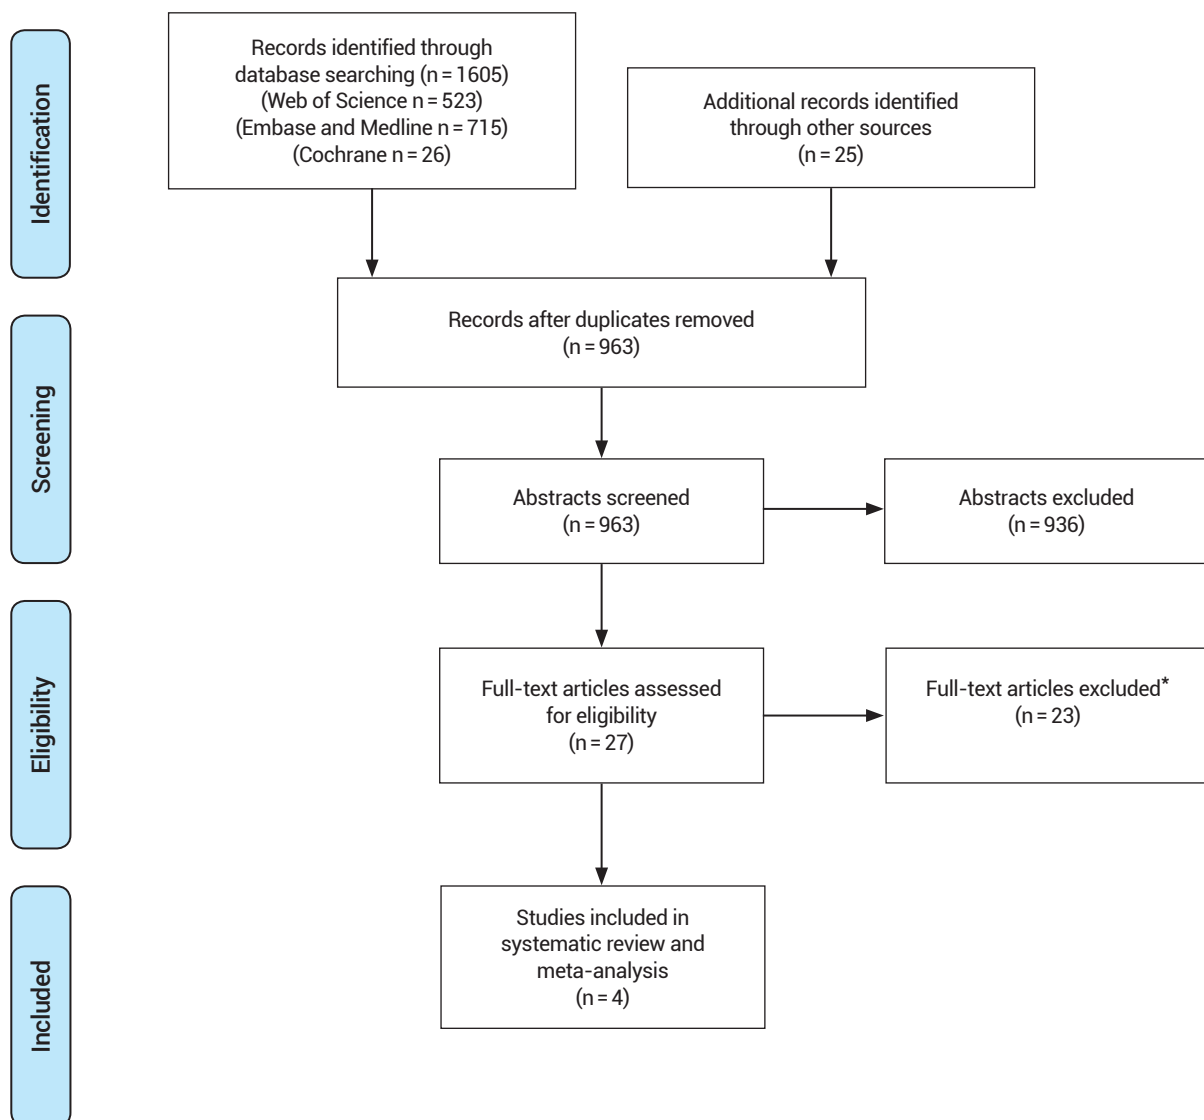 Identification
Records identified through
database searching (n = 1605)
(Web of Science n = 523)
(Embase and Medline n = 715)
(Cochrane n = 26)
Additional records identified
through other sources
(n = 25)
Records after duplicates removed
(n = 963)
Screening
Abstracts screened
(n = 963)
Abstracts excluded
(n = 936)
Eligibility
Full-text articles assessed
for eligibility
(n = 27)
Full-text articles excluded*
(n = 23)
Included
Studies included in
systematic review and
meta-analysis
(n = 4)